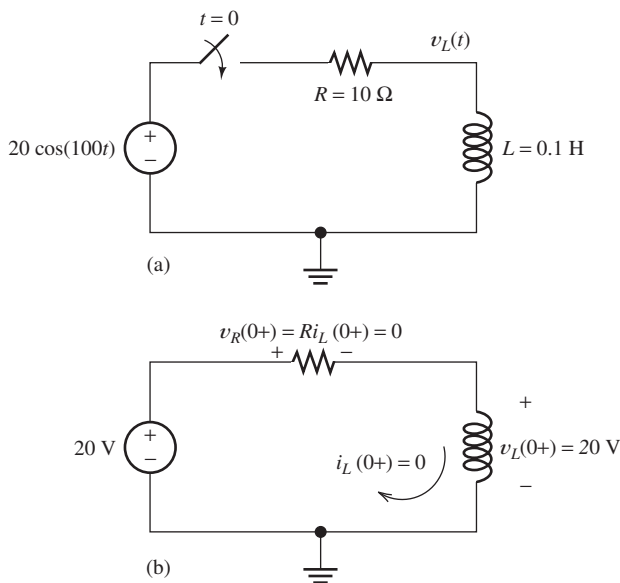 t = 0
v_L(t)
R = 10 Ω
20 cos(100t)
+
−
L = 0.1 H
(a)
v_R(0+) = Ri_L (0+) = 0
+ −
+
20 V
+
−
i_L (0+) = 0
v_L(0+) = 20 V
−
(b)